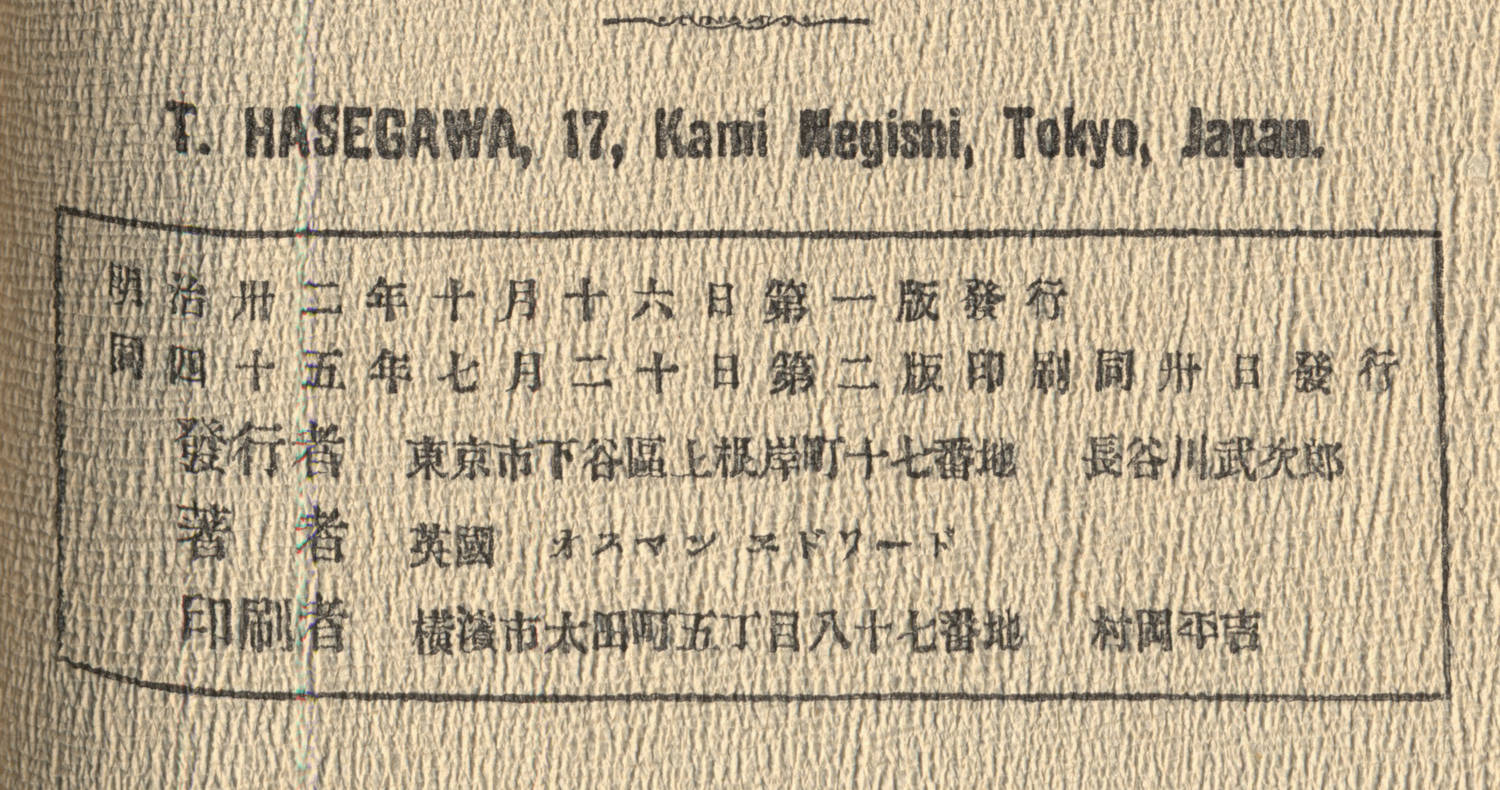 T. HASEGAWA, 17, Kami Negishi, Tokyo, Japan.
明治卅二年十月十六日第一版發行
同四十五年七月二十日第二版印刷同卅日發行
發行者 東京市下谷區上根岸町十七番地 長谷川武次郎
著者 英國 オスマン エドワード
印刷者 横濱市太田町五丁目八十七番地 村岡平吉